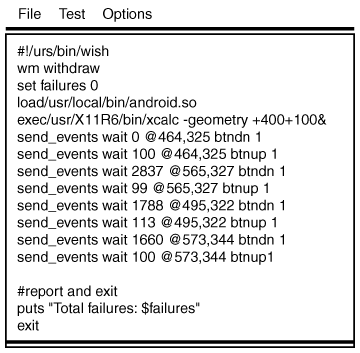 File Test Options
#!/urs/bin/wish
wm withdraw
set failures 0
load/usr/local/bin/android.so
exec/usr/X11R6/bin/xcalc -geometry +400+100&
send_events wait 0 @464,325 btndn 1
send_events wait 100 @464,325 btnup 1
send_events wait 2837 @565,327 btndn 1
send_events wait 99 @565,327 btnup 1
send_events wait 1788 @495,322 btndn 1
send_events wait 113 @495,322 btnup 1
send_events wait 1660 @573,344 btndn 1
send_events wait 100 @573,344 btnup1
#report and exit
puts "Total failures: $failures"
exit